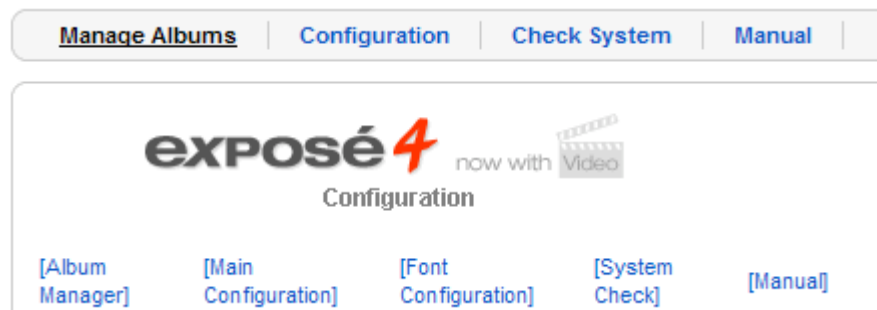 Manage Albums Configuration Check System Manual
exposé4 now with Video
Configuration
[Album Manager] [Main Configuration] [Font Configuration] [System Check] [Manual]